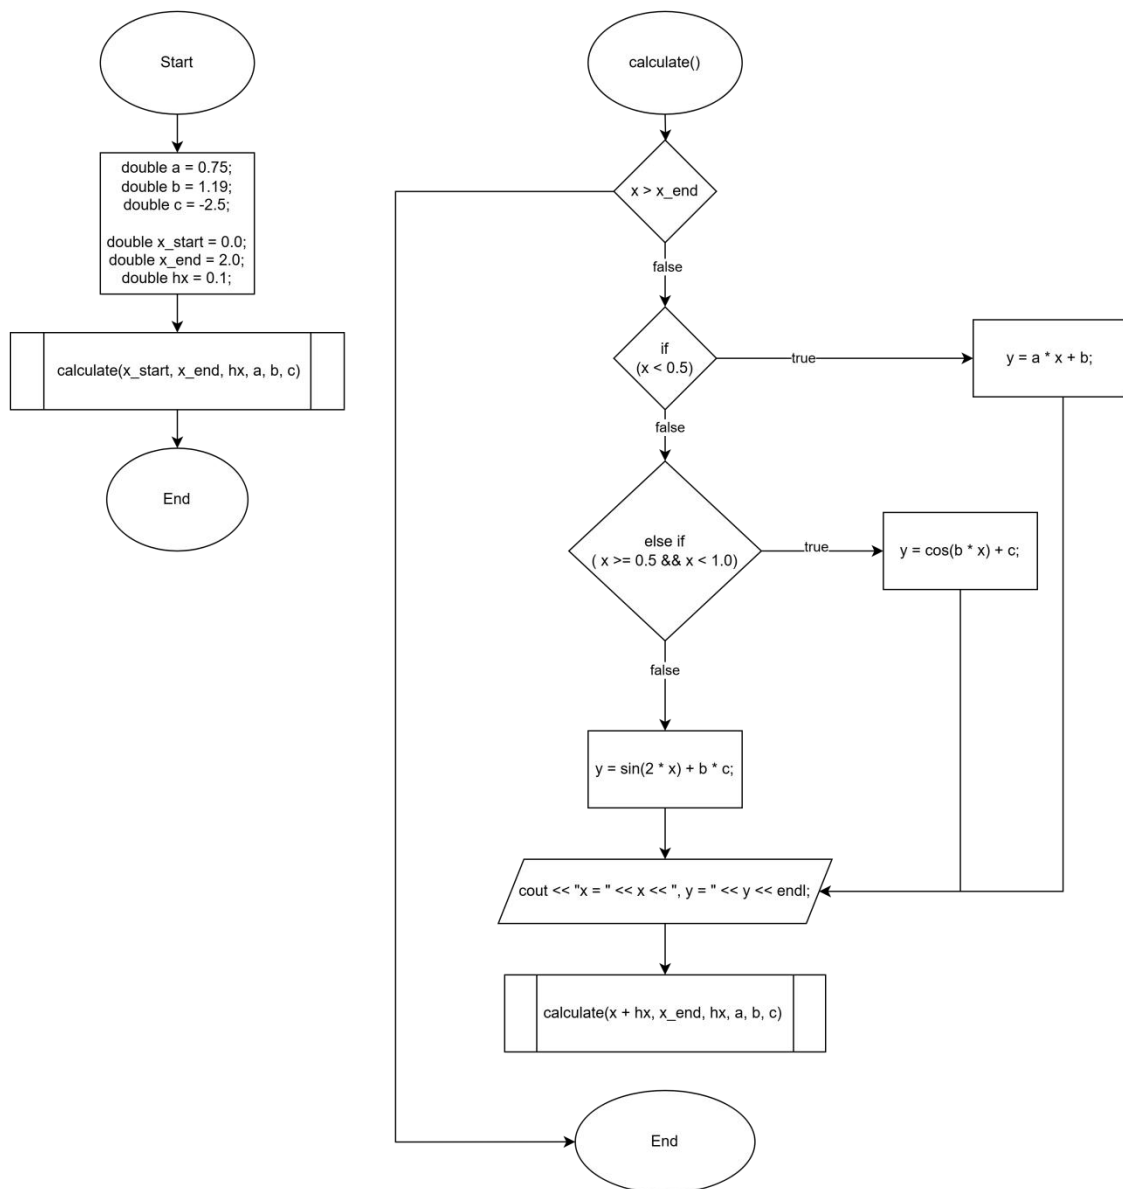 Start
double a = 0.75;
double b = 1.19;
double c = -2.5;
double x_start = 0.0;
double x_end = 2.0;
double hx = 0.1;
calculate(x_start, x_end, hx, a, b, c)
End
calculate()
x > x_end
false
if
(x < 0.5)
true
y = a * x + b;
false
else if
( x >= 0.5 && x < 1.0)
true
y = cos(b * x) + c;
false
y = sin(2 * x) + b * c;
cout << "x = " << x << ", y = " << y << endl;
calculate(x + hx, x_end, hx, a, b, c)
End